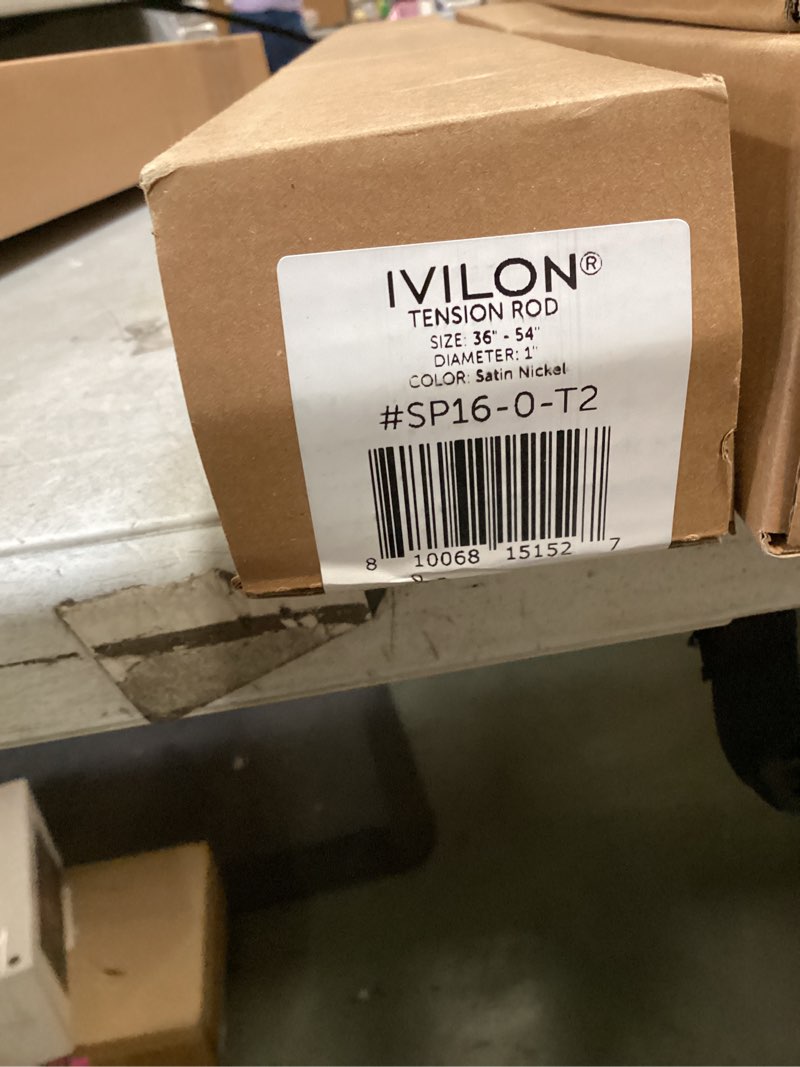 IVILON®
TENSION ROD
SIZE: 36" - 54"
DIAMETER: 1"
COLOR: Satin Nickel
#SP16-0-T2
8 10068 15152 7